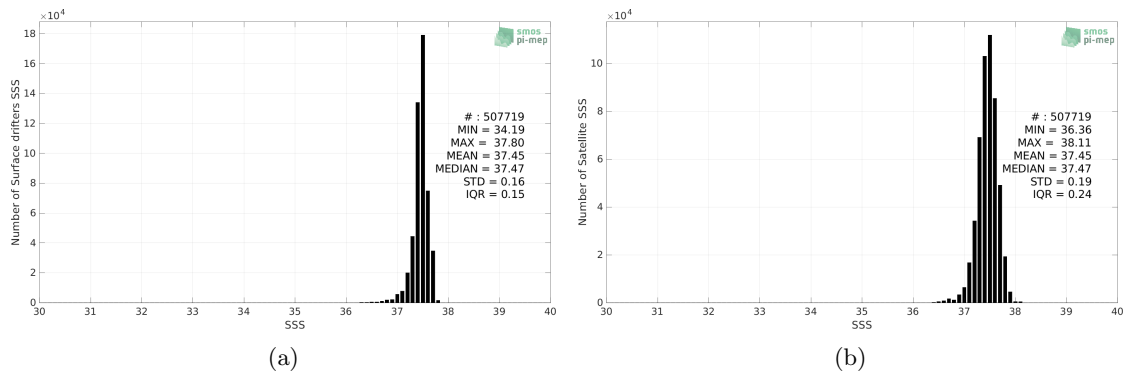 ×10⁴
18
16
14
12
10
8
6
4
2
0
Number of Surface drifters SSS
smos
pi-mep
# : 507719
MIN = 34.19
MAX = 37.80
MEAN = 37.45
MEDIAN = 37.47
STD = 0.16
IQR = 0.15
30 31 32 33 34 35 36 37 38 39 40
SSS
(a)
×10⁴
10
8
6
4
2
0
Number of Satellite SSS
smos
pi-mep
# : 507719
MIN = 36.36
MAX = 38.11
MEAN = 37.45
MEDIAN = 37.47
STD = 0.19
IQR = 0.24
30 31 32 33 34 35 36 37 38 39 40
SSS
(b)